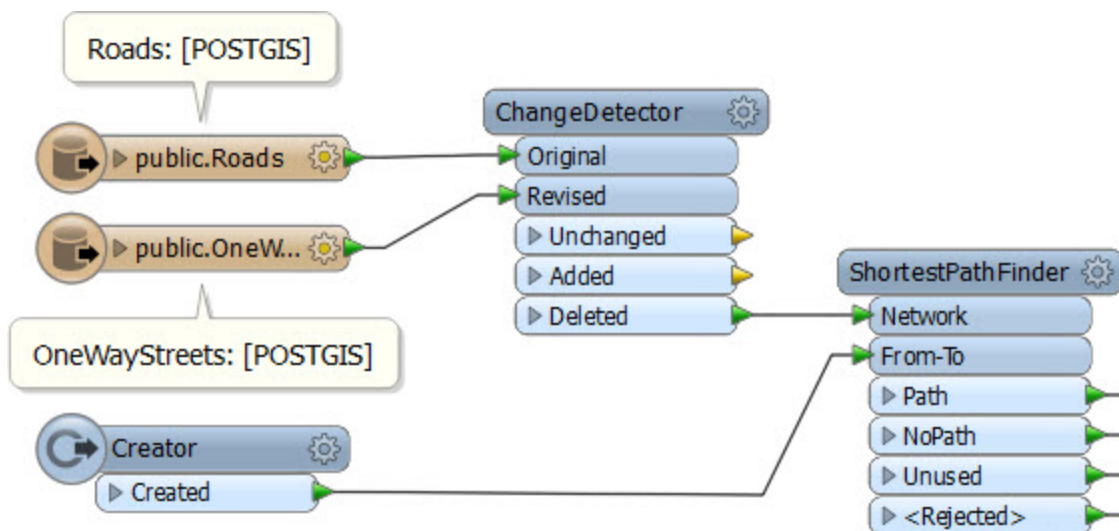 Roads: [POSTGIS]
public.Roads
public.OneW...
OneWayStreets: [POSTGIS]
Creator
Created
ChangeDetector
Original
Revised
Unchanged
Added
Deleted
ShortestPathFinder
Network
From-To
Path
NoPath
Unused
<Rejected>